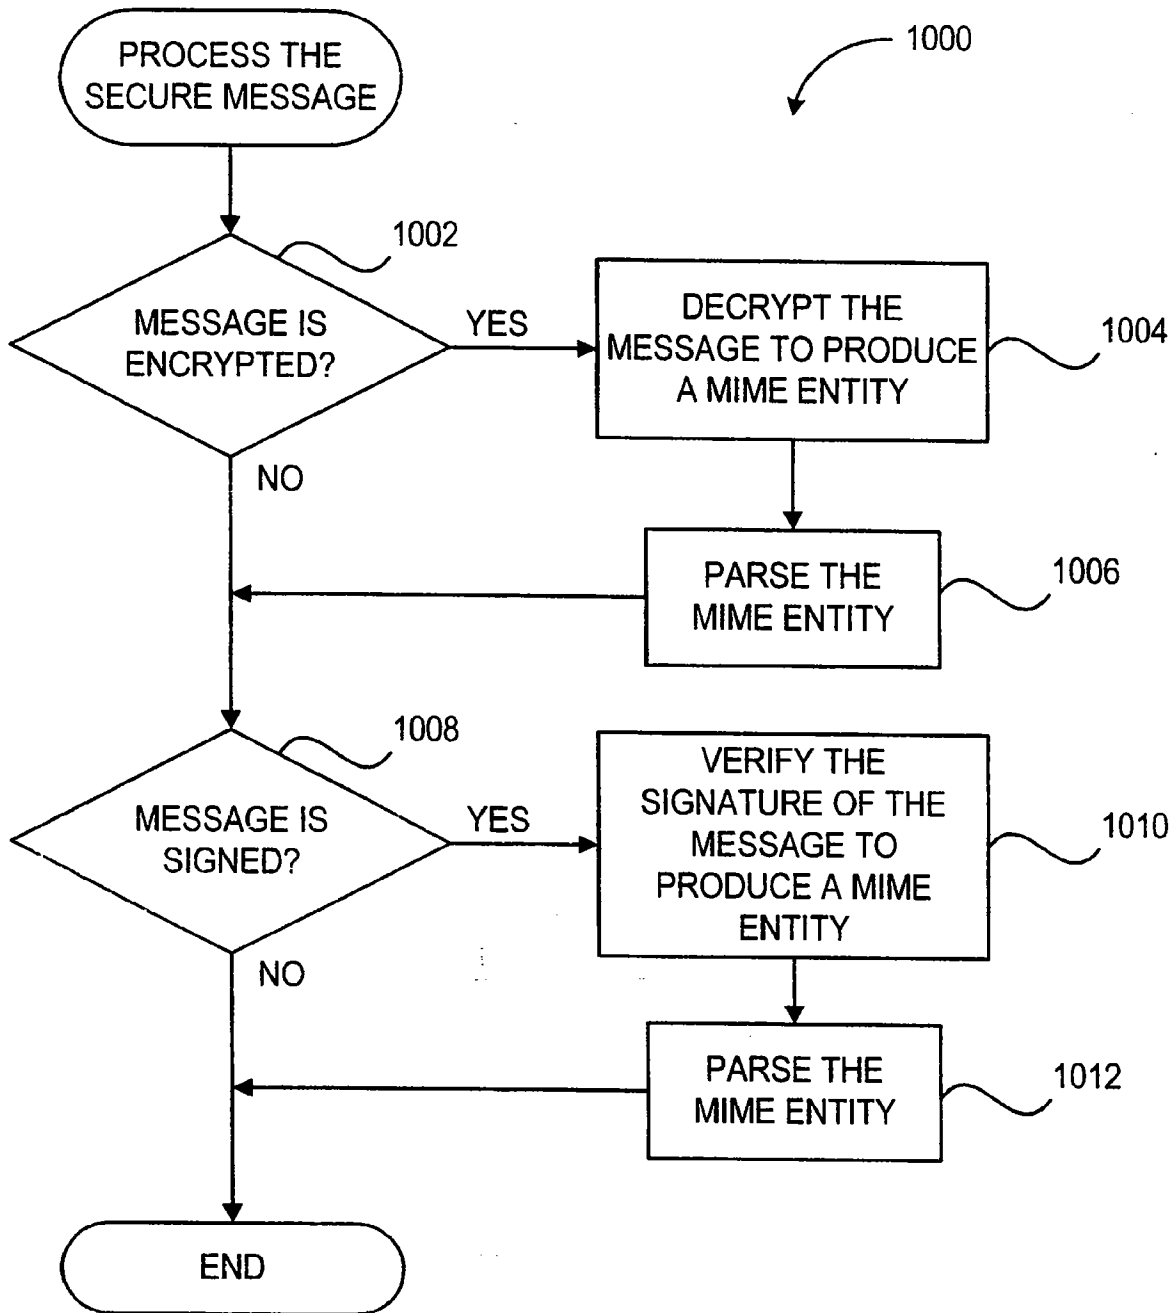 PROCESS THE
SECURE MESSAGE
1000
1002
MESSAGE IS
ENCRYPTED?
YES
NO
DECRYPT THE
MESSAGE TO PRODUCE
A MIME ENTITY
1004
PARSE THE
MIME ENTITY
1006
1008
MESSAGE IS
SIGNED?
YES
NO
VERIFY THE
SIGNATURE OF THE
MESSAGE TO
PRODUCE A MIME
ENTITY
1010
PARSE THE
MIME ENTITY
1012
END